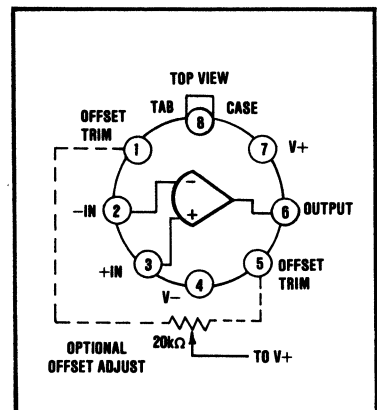 TOP VIEW
TAB
CASE
8
OFFSET
TRIM
1
7
V+
−IN
2
−
+
6
OUTPUT
+IN
3
5
OFFSET
TRIM
4
V−
20kΩ
OPTIONAL
OFFSET ADJUST
TO V+